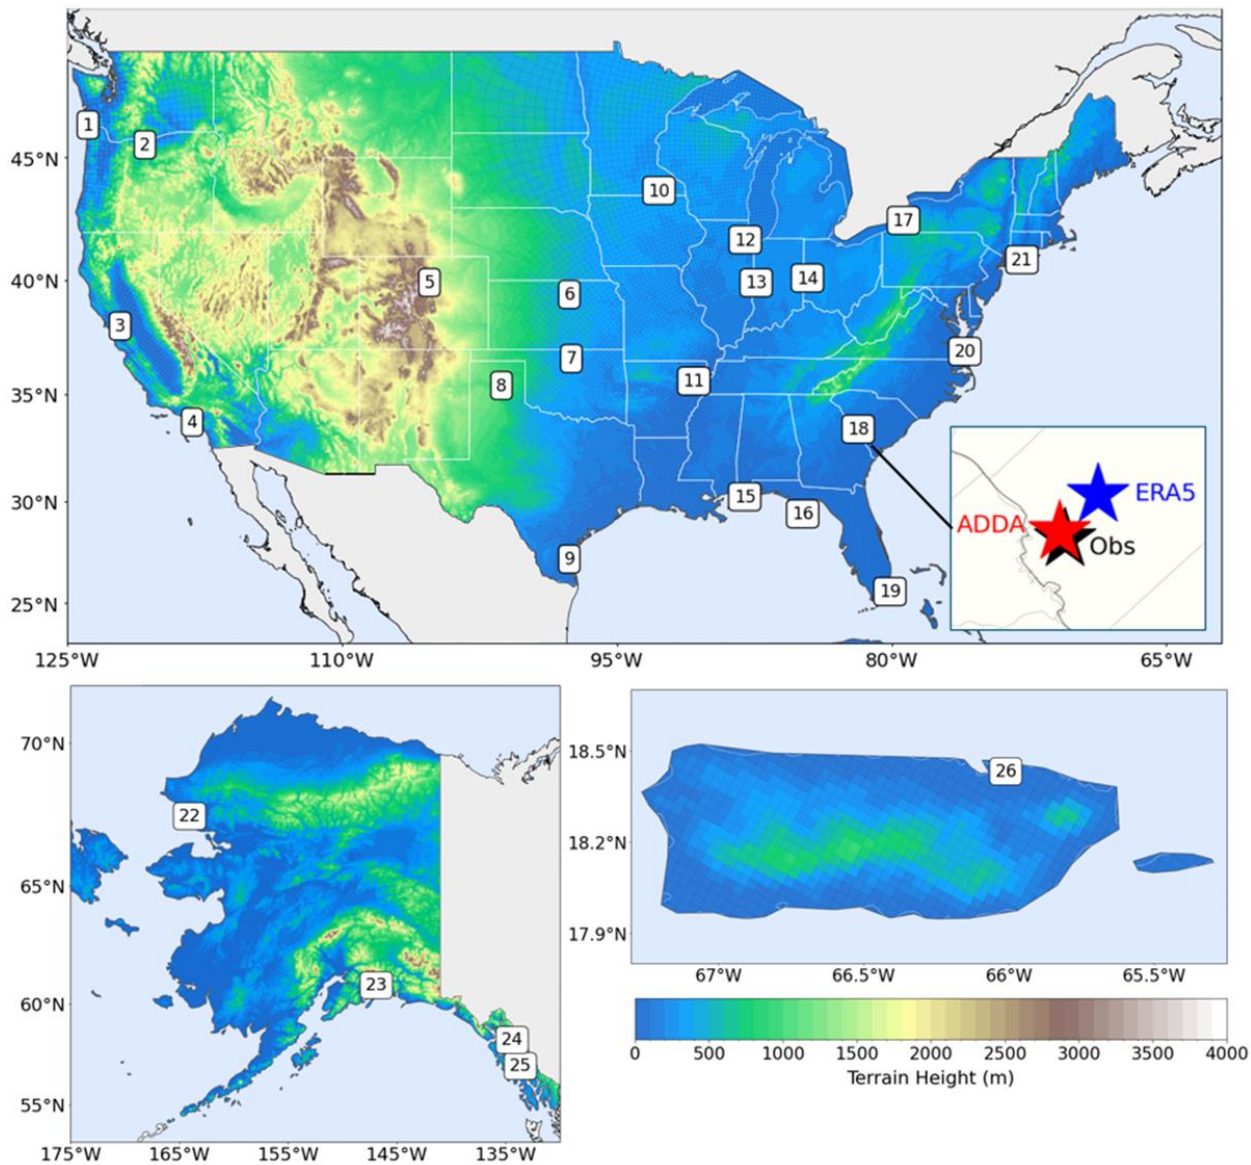 1
2
45°N
10
17
12
21
5
13
14
40°N
6
3
20
7
11
8
35°N
4
18
15
ERA5
30°N
16
ADDA
Obs
9
19
25°N
125°W 110°W 95°W 80°W 65°W
70°N
22
65°N
23
60°N
24
25
55°N
175°W 165°W 155°W 145°W 135°W
18.5°N
26
18.2°N
17.9°N
67°W 66.5°W 66°W 65.5°W
0 500 1000 1500 2000 2500 3000 3500 4000
Terrain Height (m)